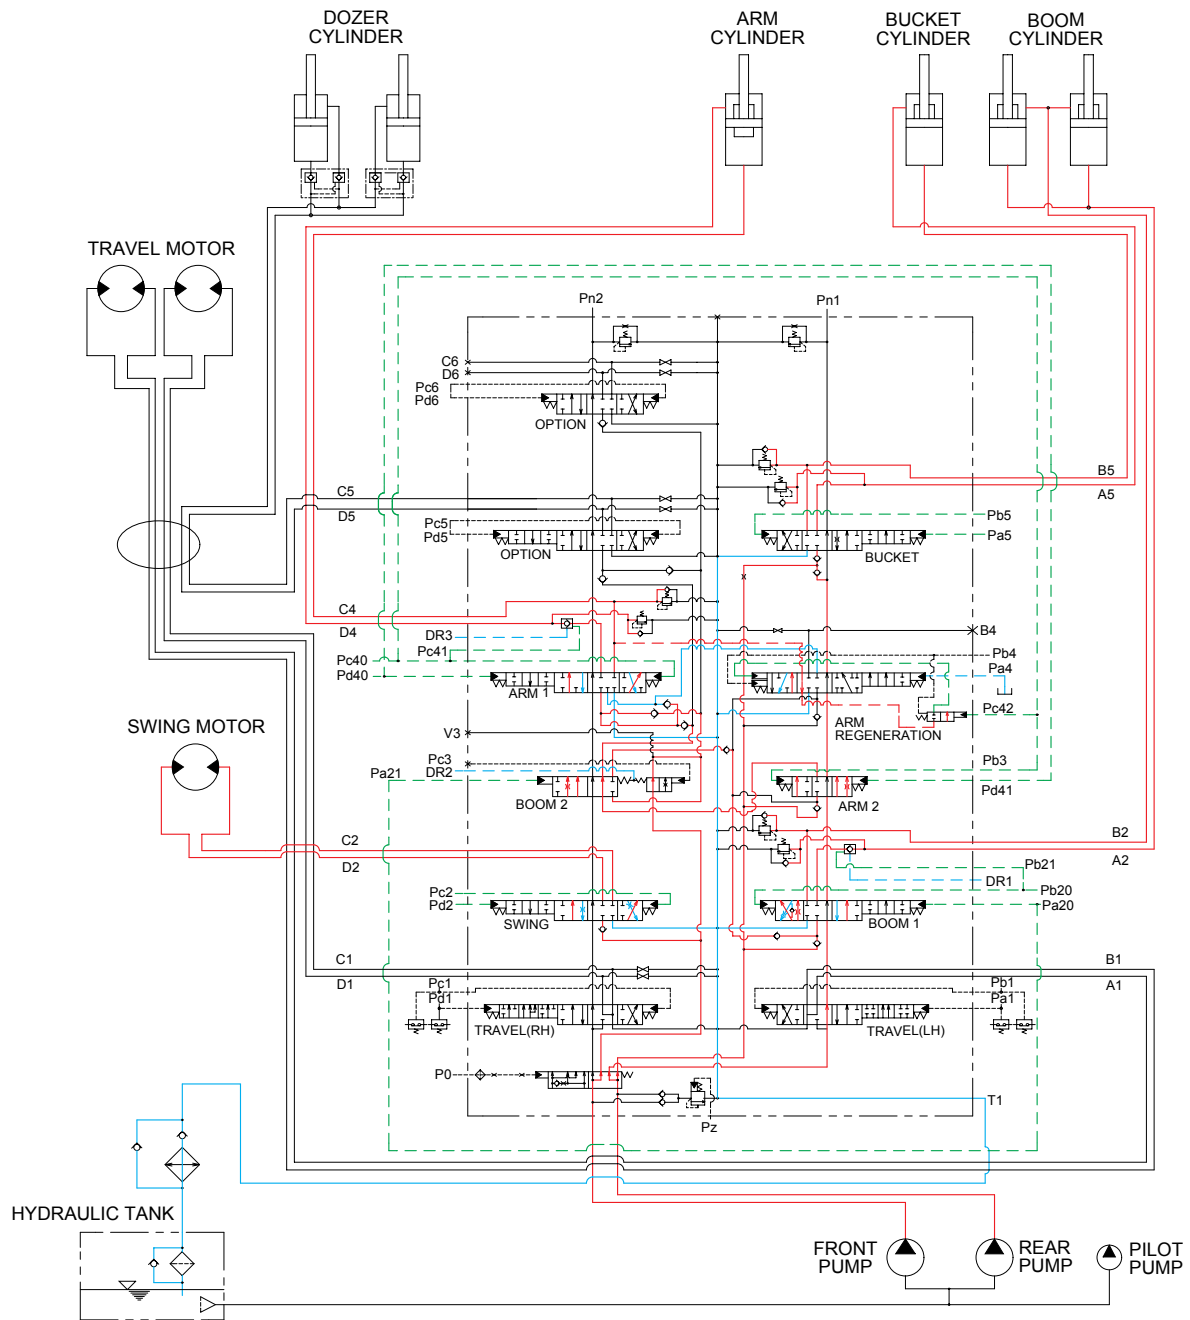 DOZER
CYLINDER
ARM
CYLINDER
BUCKET
CYLINDER
BOOM
CYLINDER
TRAVEL MOTOR
Pn2
Pn1
C6
D6
Pc6
Pd6
OPTION
C5
D5
Pc5
Pd5
OPTION
B5
A5
Pb5
Pa5
BUCKET
C4
D4
DR3
Pc41
Pc40
Pd40
ARM 1
B4
Pb4
Pa4
Pc42
ARM
REGENERATION
SWING MOTOR
V3
Pc3
DR2
Pa21
BOOM 2
Pb3
Pd41
ARM 2
C2
D2
B2
A2
Pb21
DR1
Pc2
Pd2
SWING
Pb20
Pa20
BOOM 1
C1
D1
Pc1
Pd1
TRAVEL(RH)
B1
A1
Pb1
Pa1
TRAVEL(LH)
P0
Pz
T1
HYDRAULIC TANK
FRONT
PUMP
REAR
PUMP
PILOT
PUMP